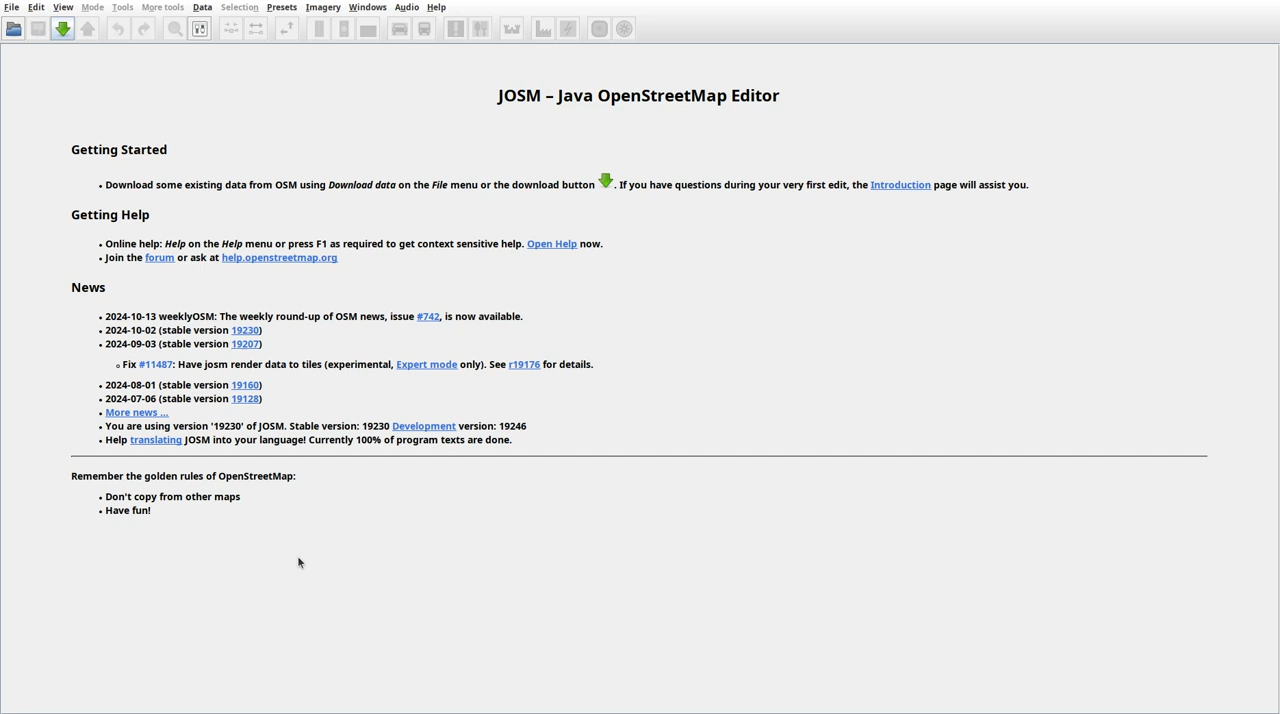 File Edit View Mode Tools More tools Data Selection Presets Imagery Windows Audio Help
JOSM – Java OpenStreetMap Editor
Getting Started
Download some existing data from OSM using Download data on the File menu or the download button . If you have questions during your very first edit, the Introduction page will assist you.
Getting Help
Online help: Help on the Help menu or press F1 as required to get context sensitive help. Open Help now.
Join the forum or ask at help.openstreetmap.org
News
2024-10-13 weeklyOSM: The weekly round-up of OSM news, issue #742, is now available.
2024-10-02 (stable version 19230)
2024-09-03 (stable version 19207)
Fix #11487: Have josm render data to tiles (experimental, Expert mode only). See r19176 for details.
2024-08-01 (stable version 19160)
2024-07-06 (stable version 19128)
More news ...
You are using version '19230' of JOSM. Stable version: 19230 Development version: 19246
Help translating JOSM into your language! Currently 100% of program texts are done.
Remember the golden rules of OpenStreetMap:
Don't copy from other maps
Have fun!